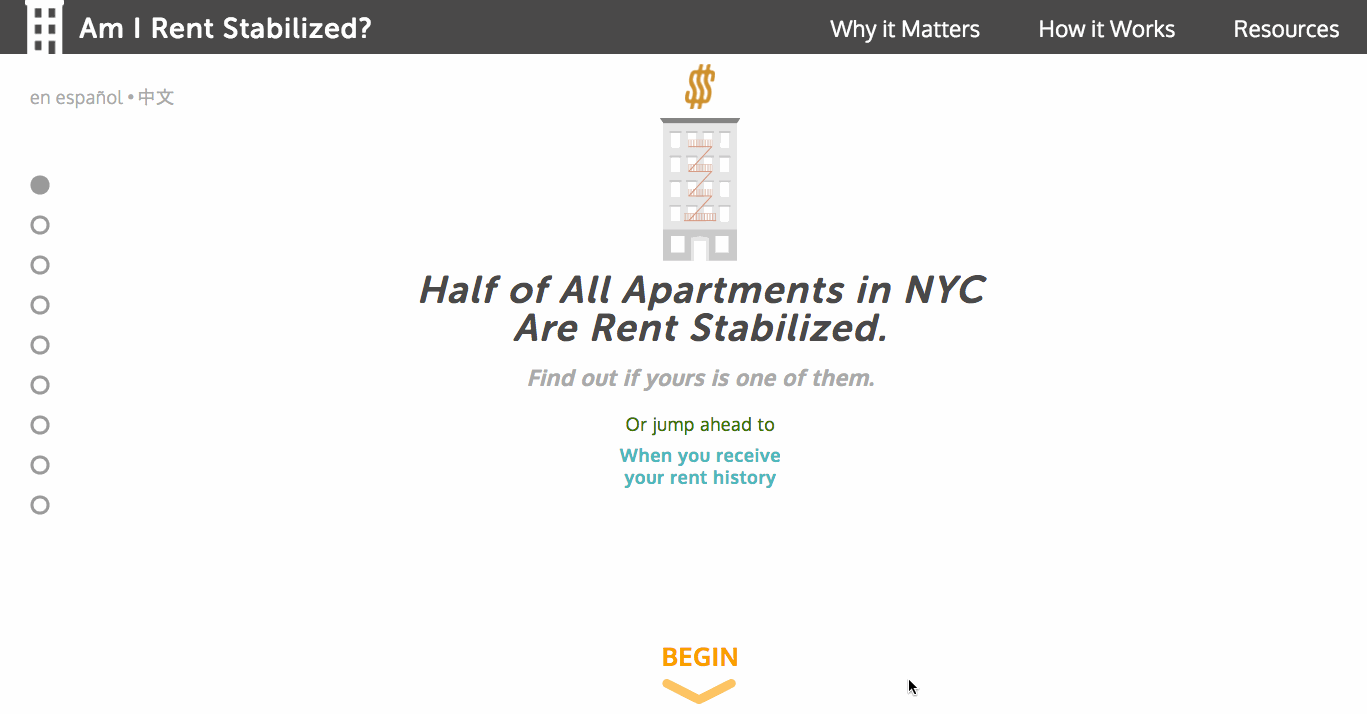 Am I Rent Stabilized?
Why it Matters
How it Works
Resources
en español • 中文
$
Half of All Apartments in NYC
Are Rent Stabilized.
Find out if yours is one of them.
Or jump ahead to
When you receive
your rent history
BEGIN